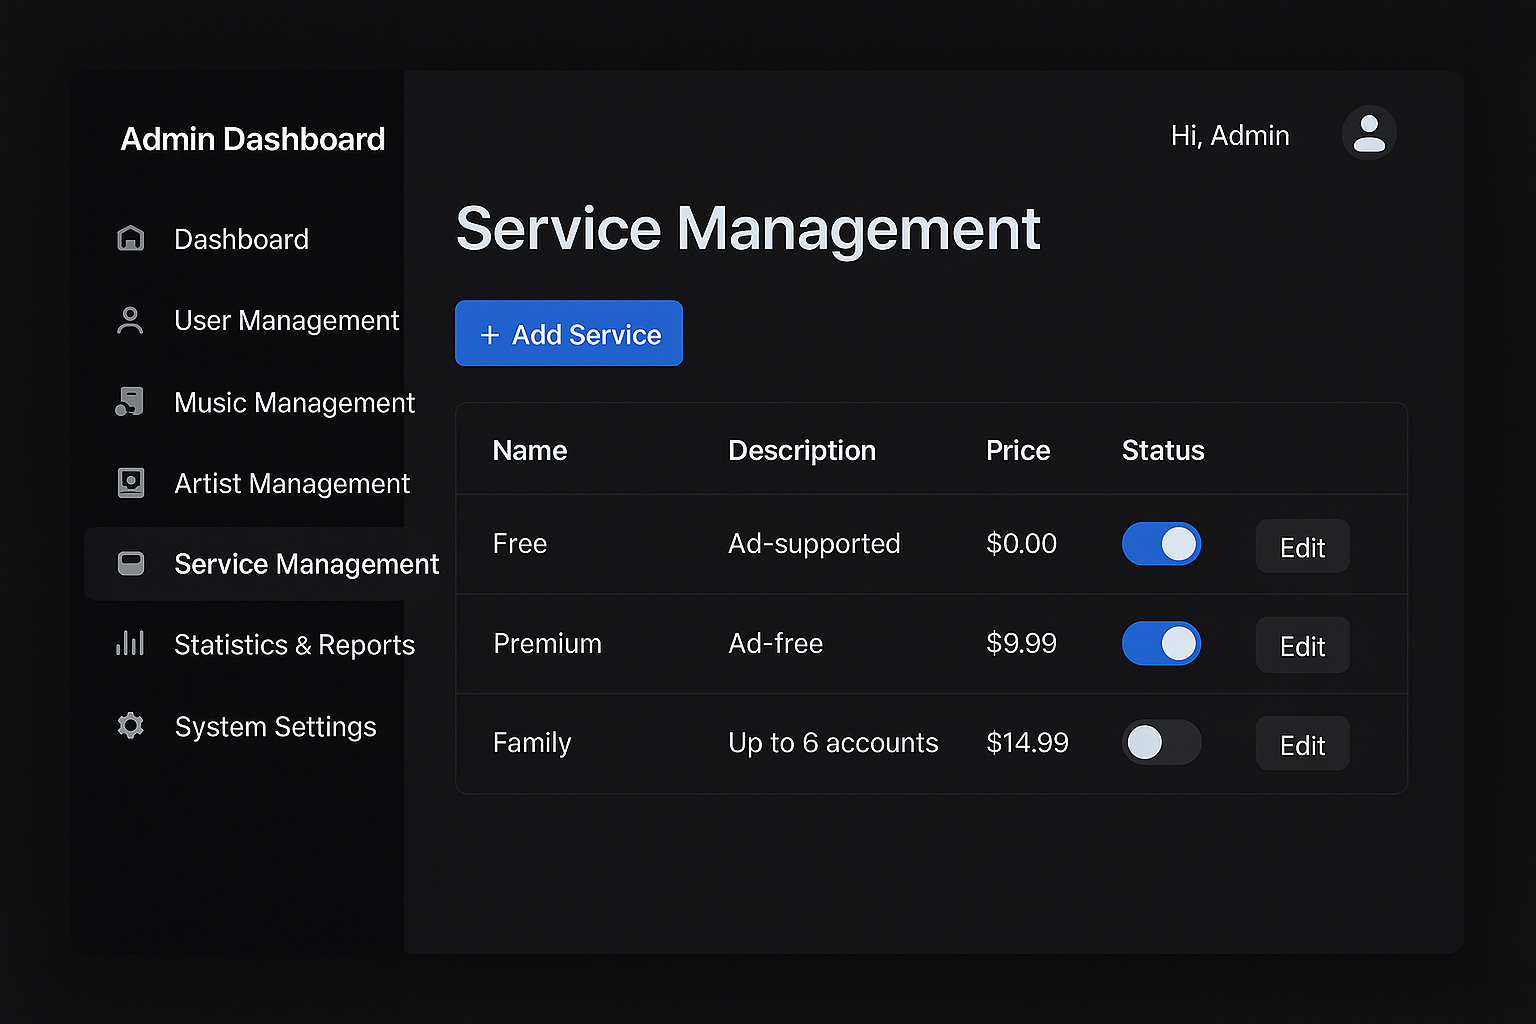 Admin Dashboard
Hi, Admin
Dashboard
User Management
Music Management
Artist Management
Service Management
Statistics & Reports
System Settings
Service Management
+ Add Service
Name Description Price Status
Free Ad-supported $0.00 Edit
Premium Ad-free $9.99 Edit
Family Up to 6 accounts $14.99 Edit